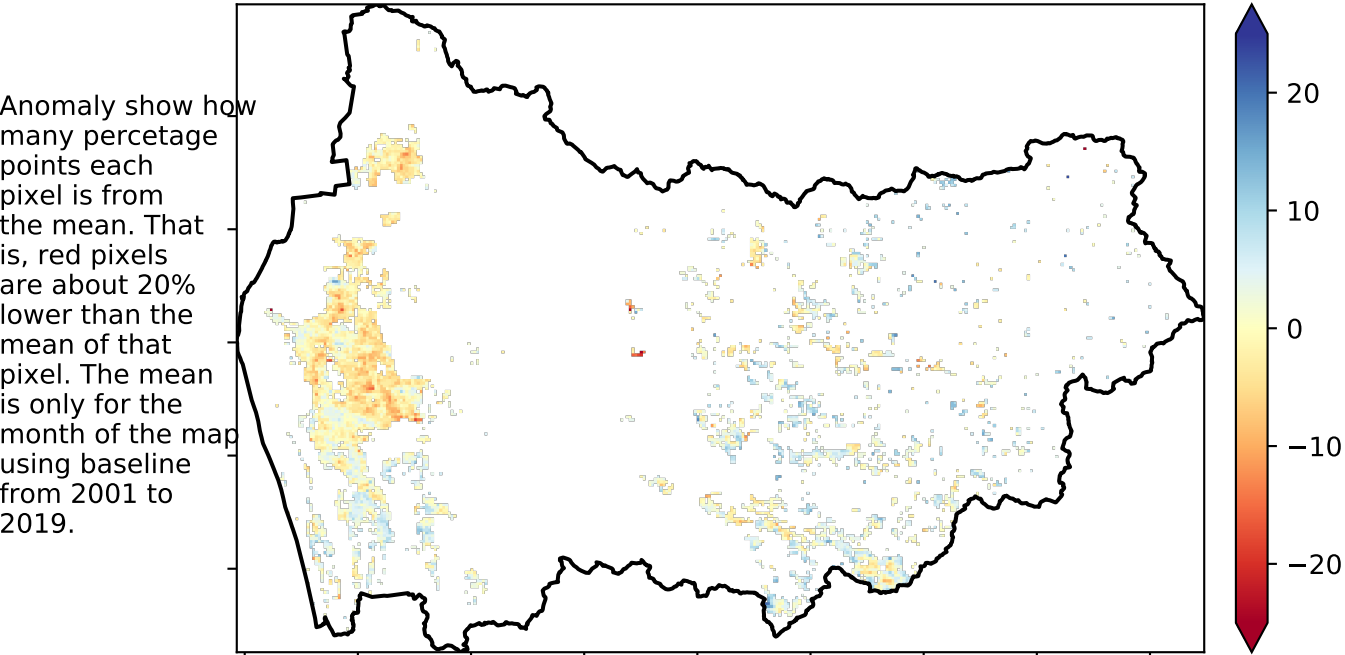 Anomaly show how
many percetage
points each
pixel is from
the mean. That
is, red pixels
are about 20%
lower than the
mean of that
pixel. The mean
is only for the
month of the map
using baseline
from 2001 to
2019.
20
10
0
−10
−20